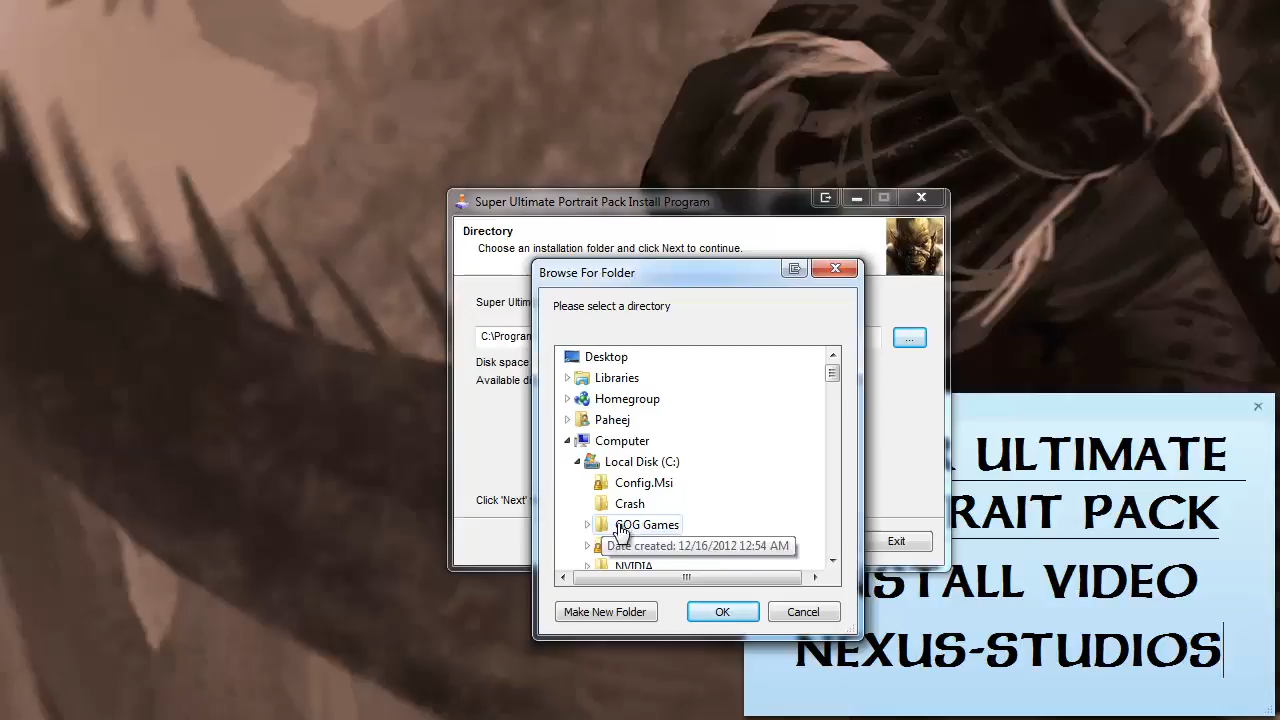 Super Ultimate Portrait Pack Install Program
Directory
Choose an installation folder and click Next to continue.
Browse For Folder
Please select a directory
Super Ultim
C:\Program
...
Disk space
Available di
Desktop
Libraries
Homegroup
Paheej
Computer
Local Disk (C:)
Config.Msi
Crash
GOG Games
Date created: 12/16/2012 12:54 AM
NVIDIA
Click 'Next'
Exit
Make New Folder
OK
Cancel
ULTIMATE
RAIT PACK
STALL VIDEO
NEXUS-STUDIOS